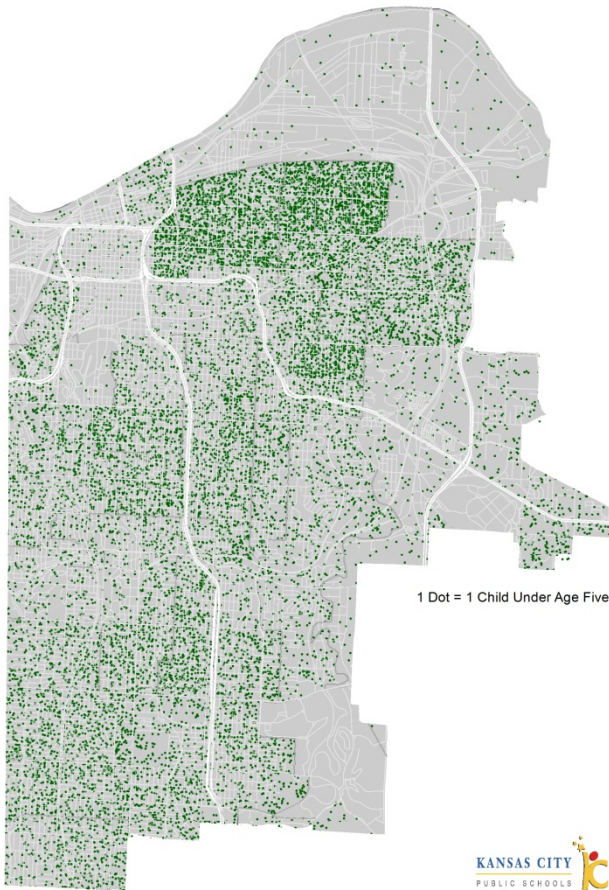 1 Dot = 1 Child Under Age Five
KANSAS CITY
PUBLIC SCHOOLS